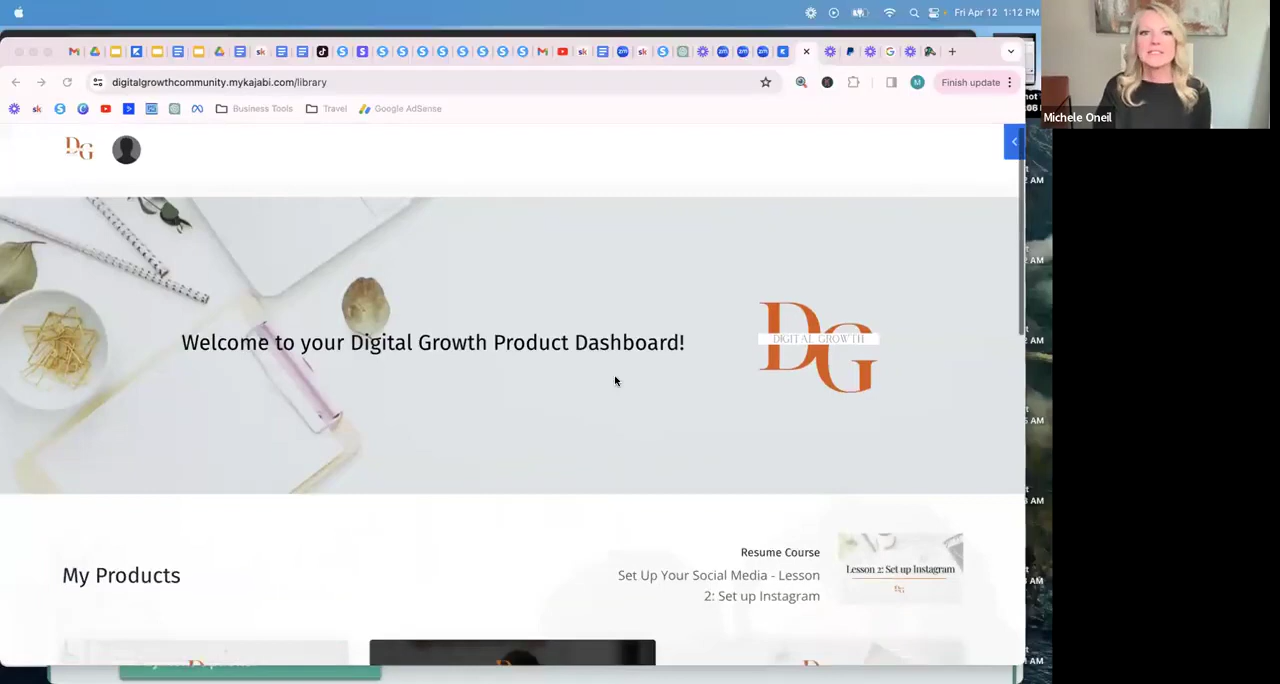 Fri Apr 12 1:12 PM
digitalgrowthcommunity.mykajabi.com/library
Finish update
Business Tools
Travel
Google AdSense
Michele Oneil
DG
Welcome to your Digital Growth Product Dashboard!
DG
DIGITAL GROWTH
My Products
Resume Course
Set Up Your Social Media - Lesson
2: Set up Instagram
Lesson 2: Set up Instagram
DG